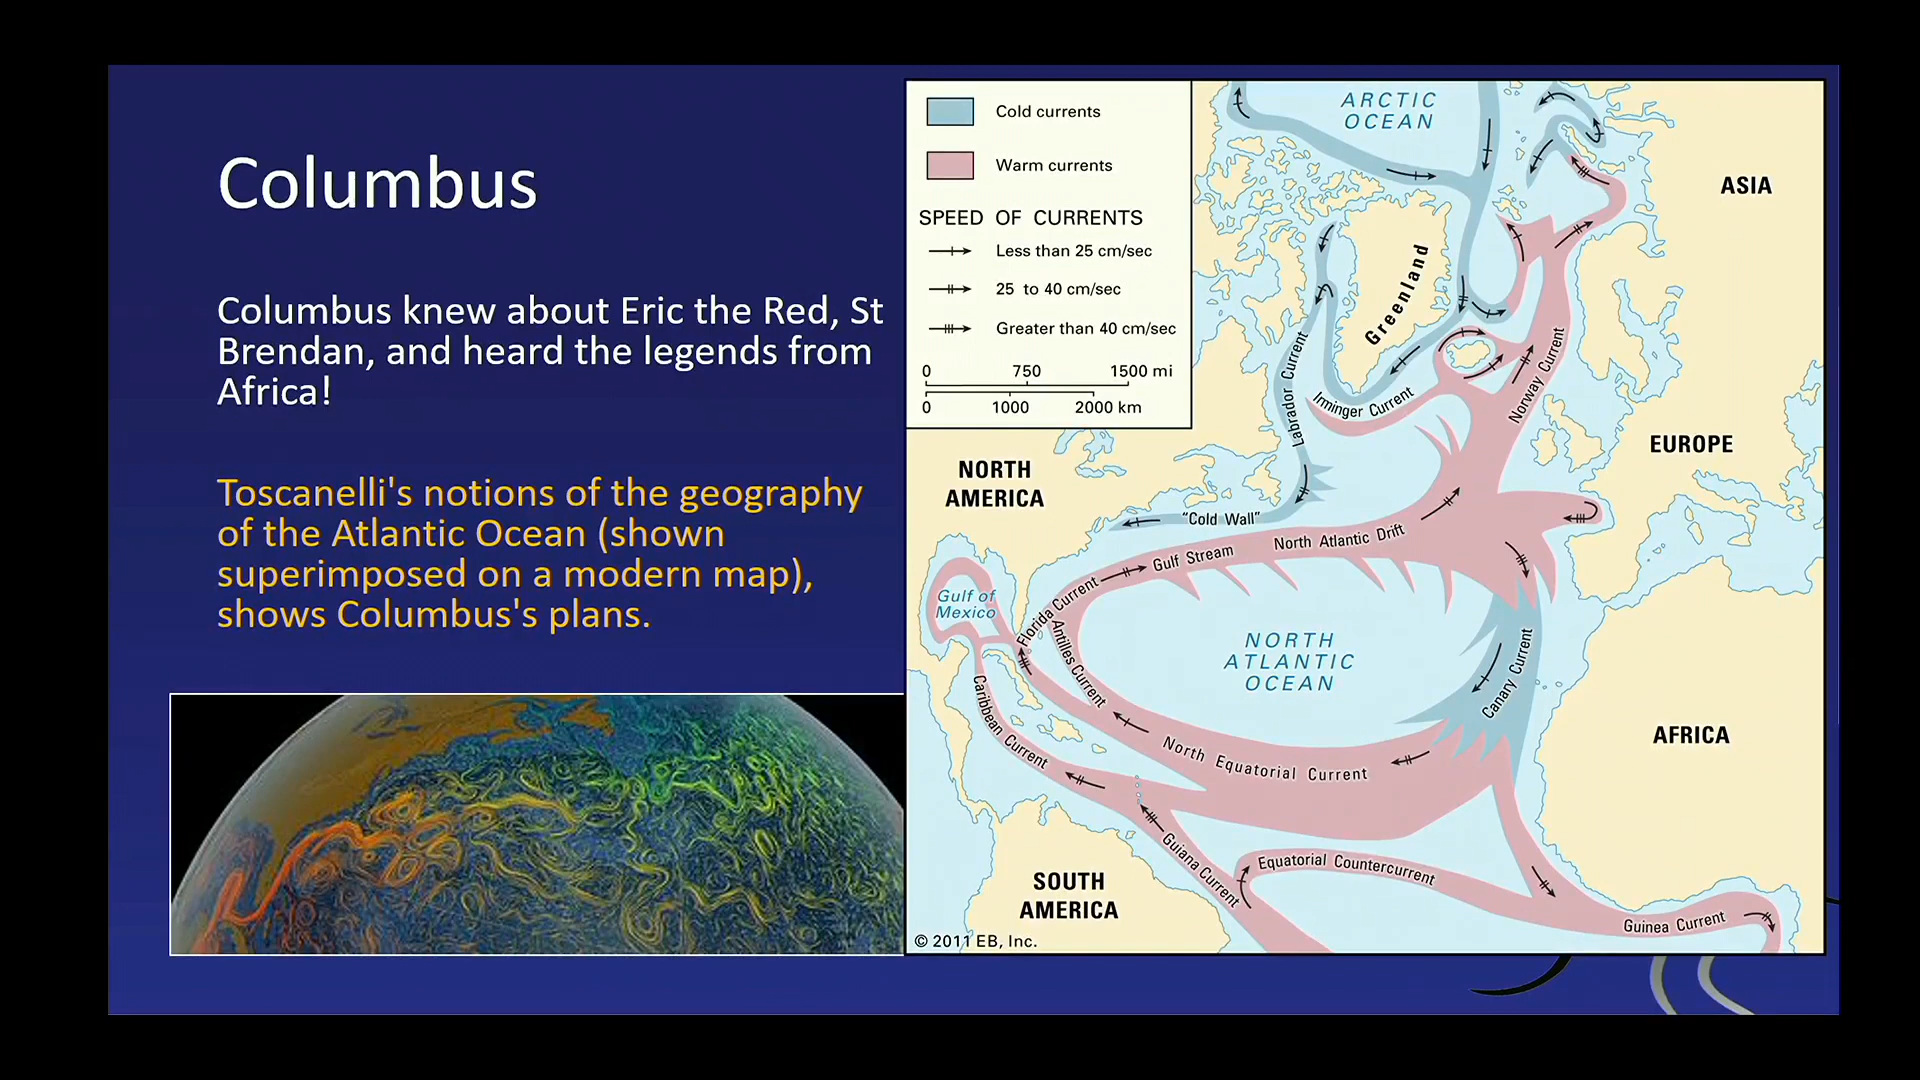 Columbus
Columbus knew about Eric the Red, St
Brendan, and heard the legends from
Africa!
Toscanelli's notions of the geography
of the Atlantic Ocean (shown
superimposed on a modern map),
shows Columbus's plans.
Cold currents
Warm currents
SPEED OF CURRENTS
Less than 25 cm/sec
25 to 40 cm/sec
Greater than 40 cm/sec
0 750 1500 mi
0 1000 2000 km
ARCTIC
OCEAN
ASIA
Greenland
Labrador Current
Irminger Current
Norway Current
EUROPE
NORTH
AMERICA
"Cold Wall"
Gulf Stream
North Atlantic Drift
Gulf of
Mexico
Florida Current
Antilles Current
NORTH
ATLANTIC
OCEAN
Canary Current
Caribbean Current
North Equatorial Current
AFRICA
Guiana Current
Equatorial Countercurrent
SOUTH
AMERICA
Guinea Current
© 2011 EB, Inc.